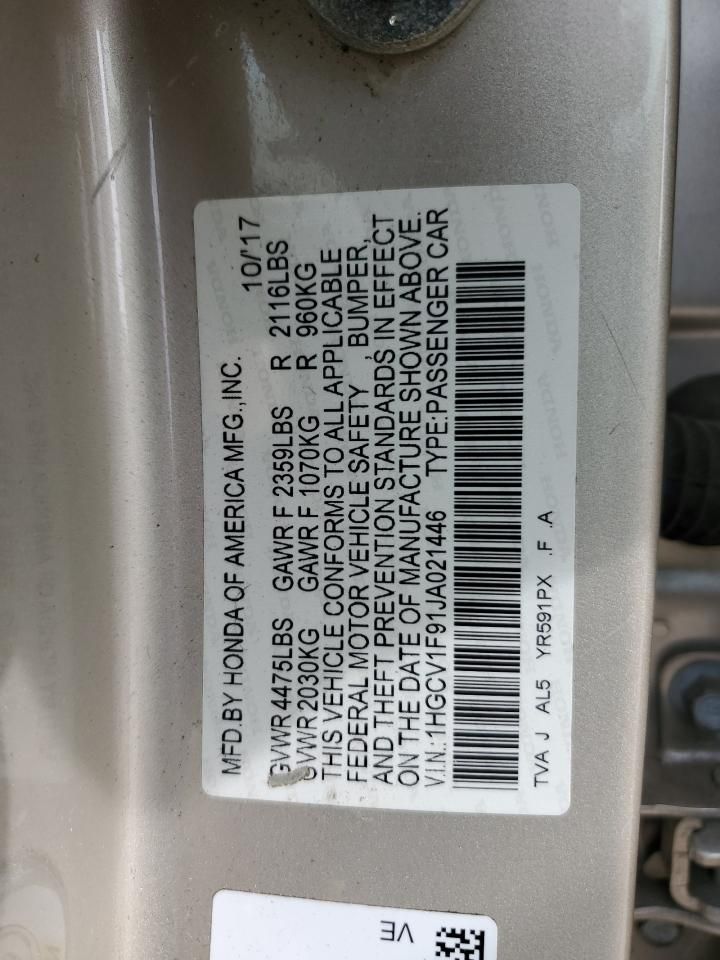 MFD.BY HONDA OF AMERICA MFG.,INC. 10/'17
GVWR 4475LBS GAWR F 2359LBS R 2116LBS
GVWR 2030KG GAWR F 1070KG R 960KG
THIS VEHICLE CONFORMS TO ALL APPLICABLE
FEDERAL MOTOR VEHICLE SAFETY , BUMPER,
AND THEFT PREVENTION STANDARDS IN EFFECT
ON THE DATE OF MANUFACTURE SHOWN ABOVE.
V.I.N.:1HGCV1F91JA021446 TYPE:PASSENGER CAR
TVA J AL5 YR591PX .F .A
VE